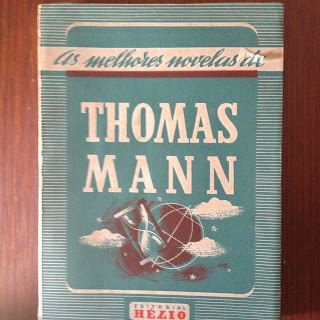 As melhores novelas de
THOMAS
MANN
EDITORIAL
HÉLIO